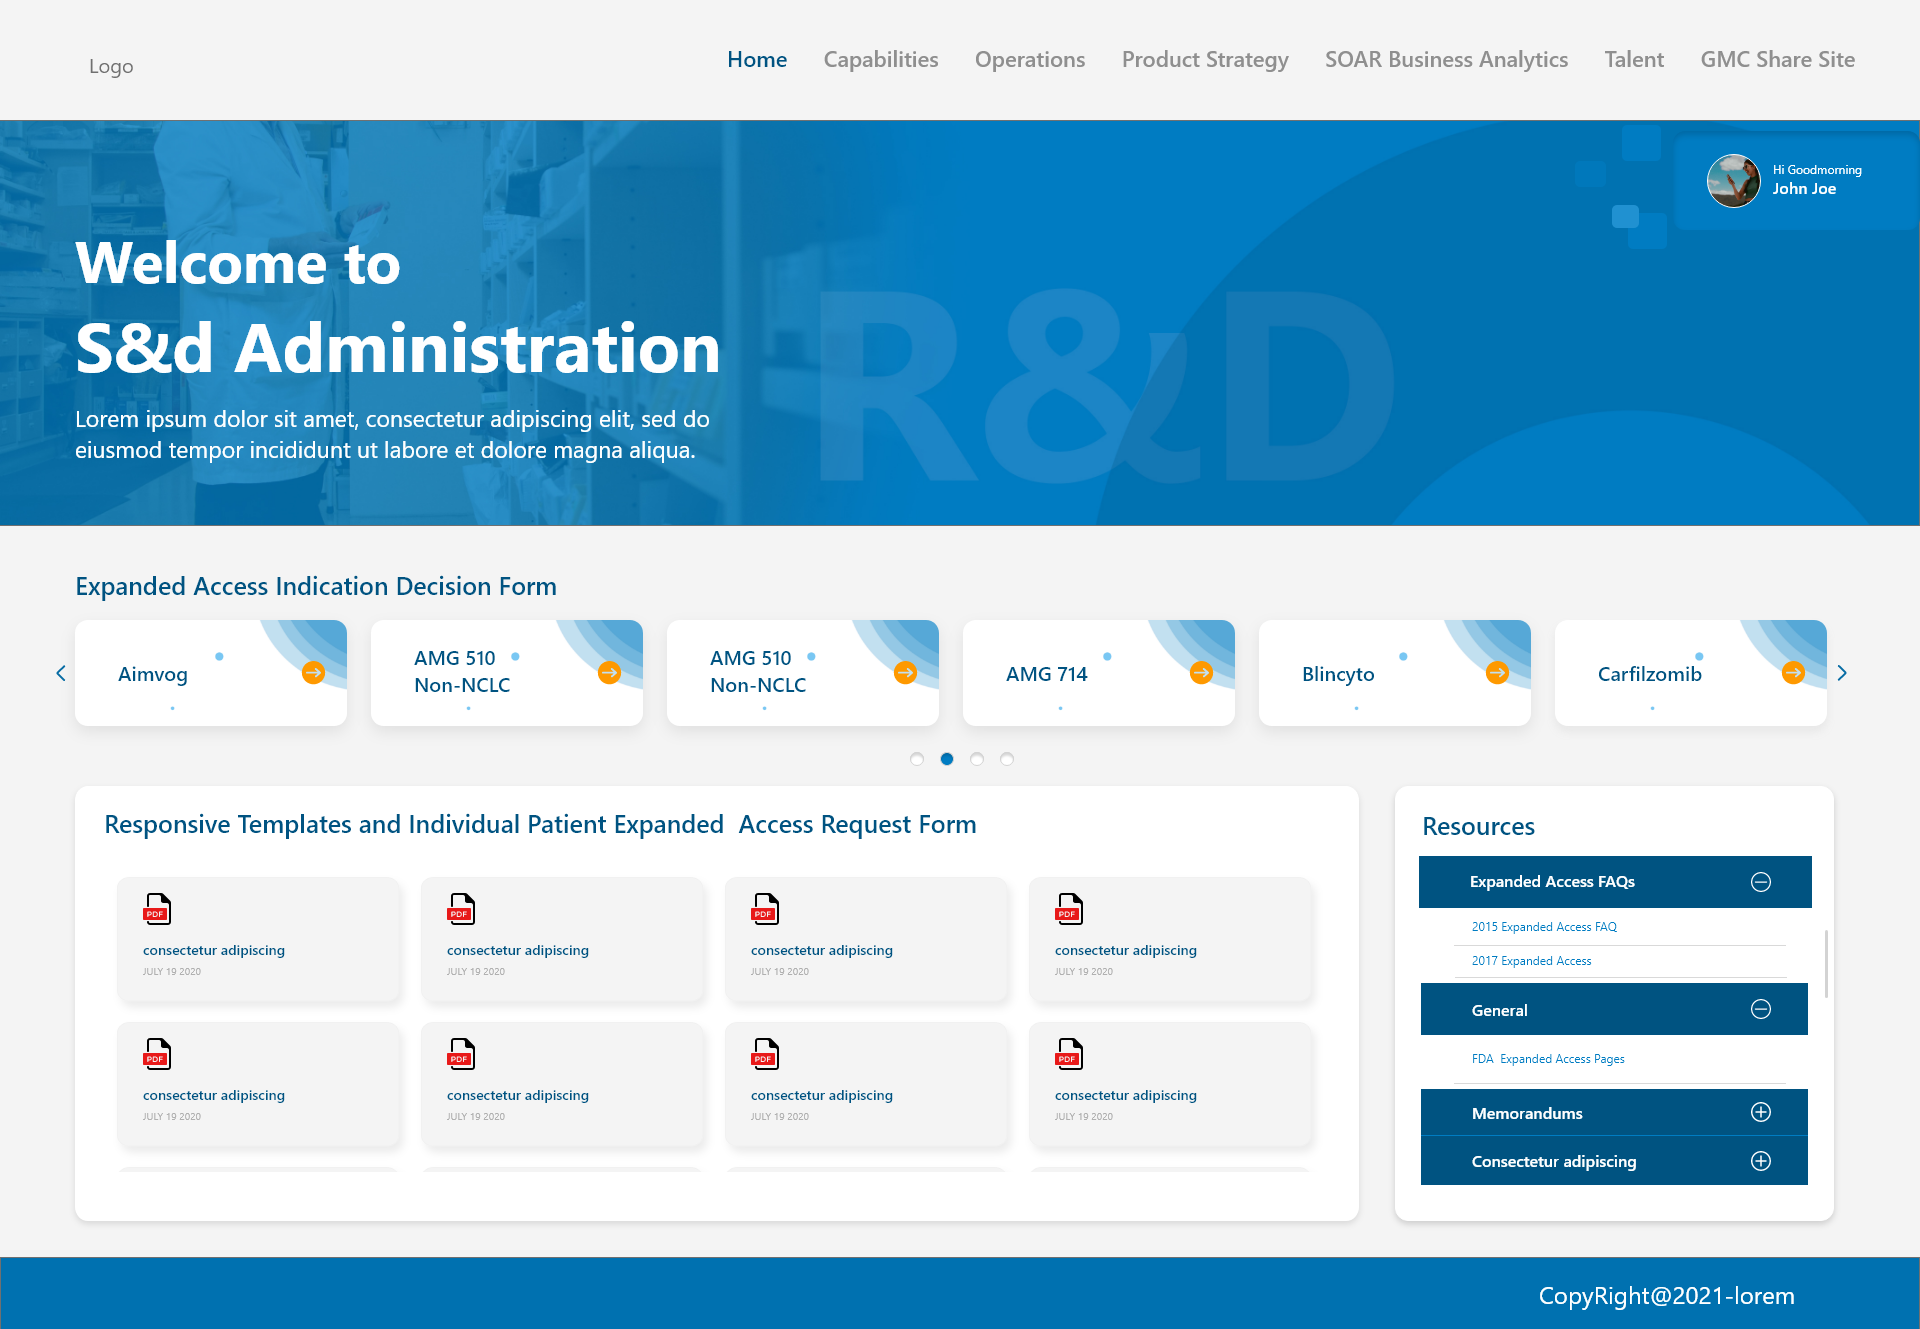 Logo
Home Capabilities Operations Product Strategy SOAR Business Analytics Talent GMC Share Site
Hi Goodmorning
John Joe
Welcome to
S&d Administration
Lorem ipsum dolor sit amet, consectetur adipiscing elit, sed do
eiusmod tempor incididunt ut labore et dolore magna aliqua.
R&D
Expanded Access Indication Decision Form
Aimvog
AMG 510
Non-NCLC
AMG 510
Non-NCLC
AMG 714
Blincyto
Carfilzomib
Responsive Templates and Individual Patient Expanded Access Request Form
PDF
consectetur adipiscing
JULY 19 2020
PDF
consectetur adipiscing
JULY 19 2020
PDF
consectetur adipiscing
JULY 19 2020
PDF
consectetur adipiscing
JULY 19 2020
PDF
consectetur adipiscing
JULY 19 2020
PDF
consectetur adipiscing
JULY 19 2020
PDF
consectetur adipiscing
JULY 19 2020
PDF
consectetur adipiscing
JULY 19 2020
Resources
Expanded Access FAQs
2015 Expanded Access FAQ
2017 Expanded Access
General
FDA Expanded Access Pages
Memorandums
Consectetur adipiscing
CopyRight@2021-lorem